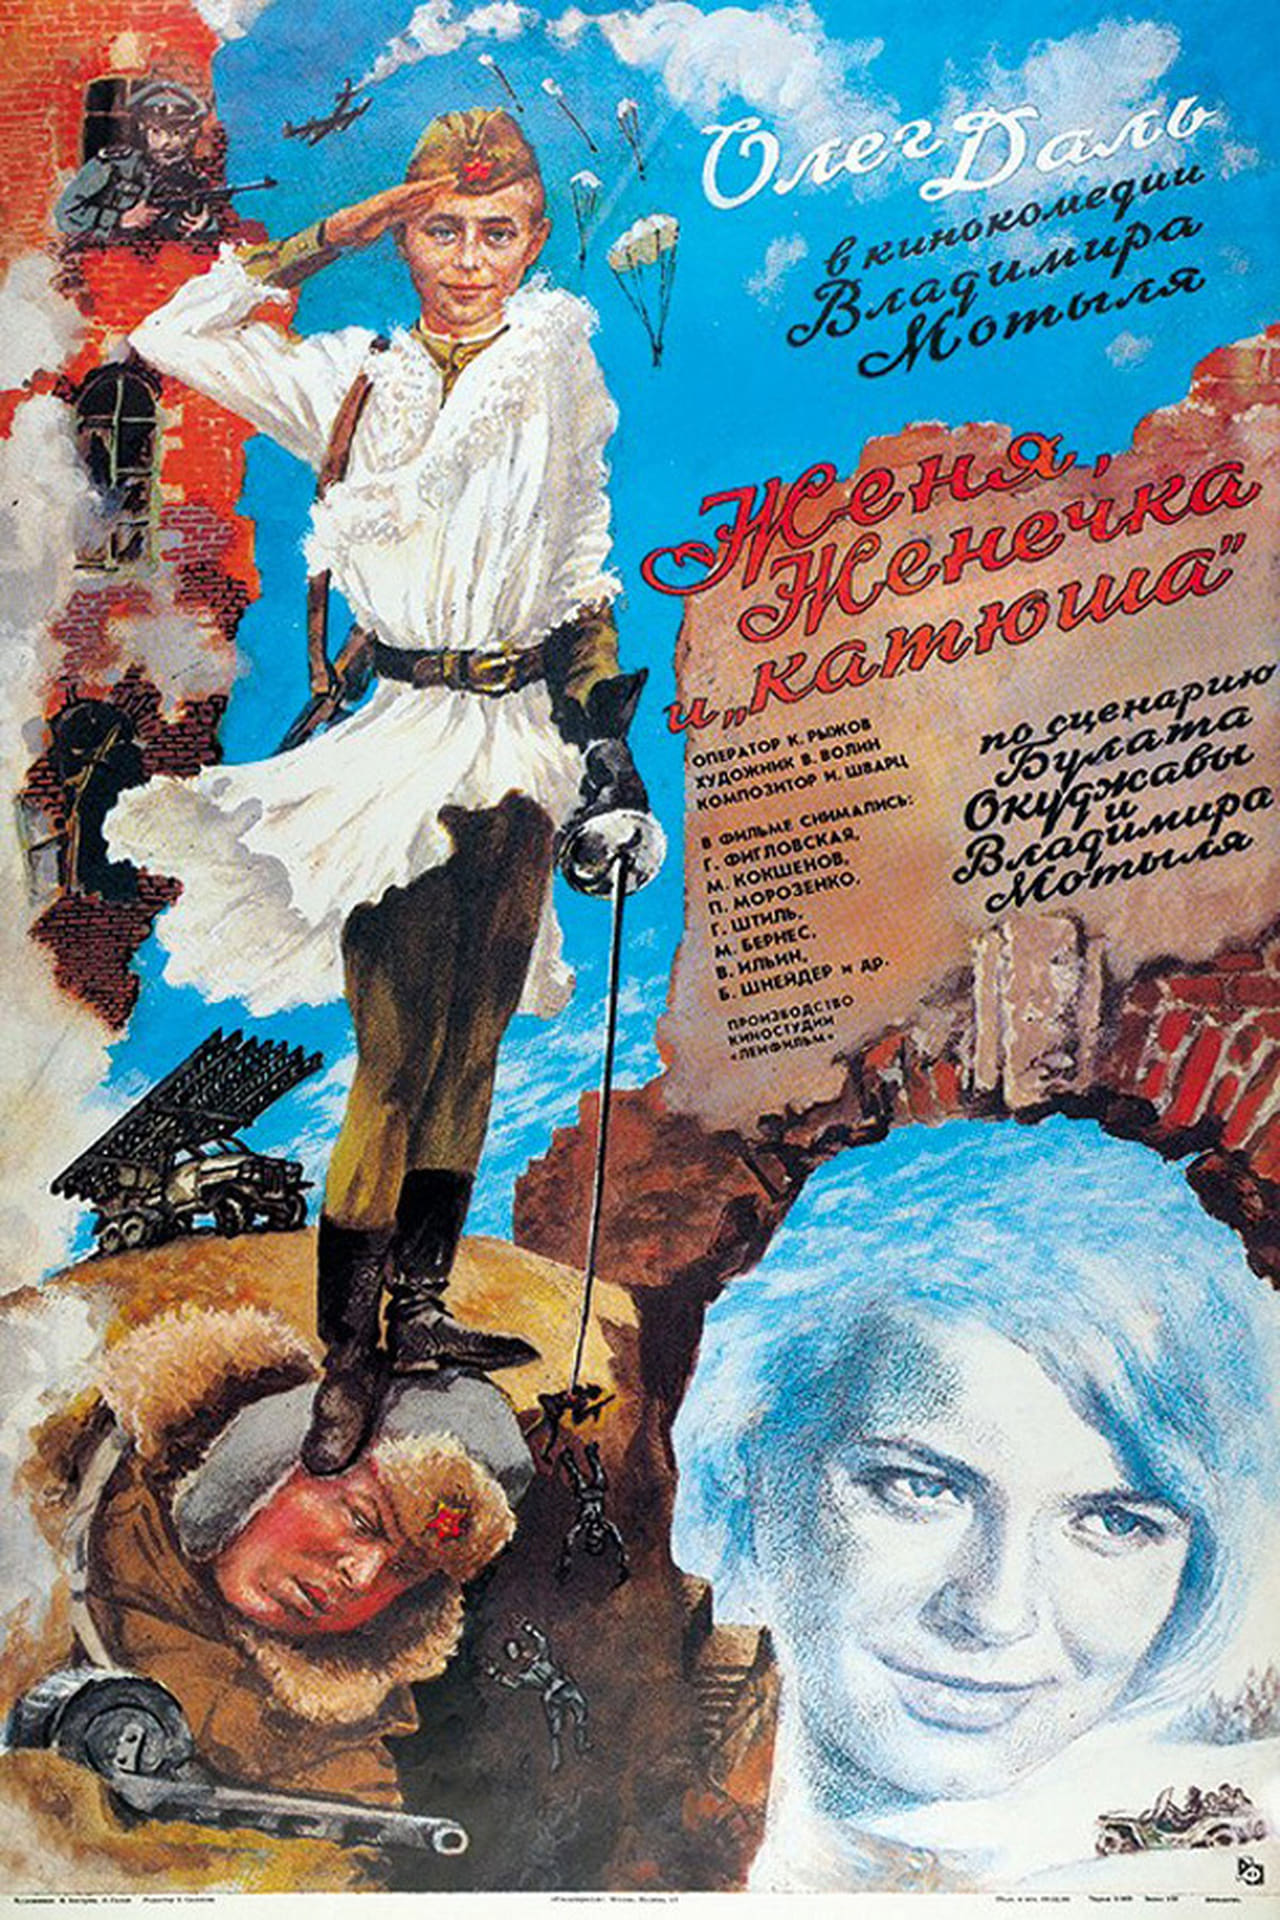 Олег Даль
в кинокомедии
Владимира
Мотыля
Женя,
Женечка
и „катюша”
ОПЕРАТОР К. РЫЖОВ
ХУДОЖНИК В. ВОЛИН
КОМПОЗИТОР И. ШВАРЦ
по сценарию
Булата
Окуджавы
и
Владимира
Мотыля
В ФИЛЬМЕ СНИМАЛИСЬ:
Г. ФИГЛОВСКАЯ,
М. КОКШЕНОВ,
П. МОРОЗЕНКО,
Г. ШТИЛЬ,
М. БЕРНЕС,
В. ИЛЬИН,
Б. ШНЕЙДЕР и ДР.
ПРОИЗВОДСТВО
КИНОСТУДИИ
«ЛЕНФИЛЬМ»